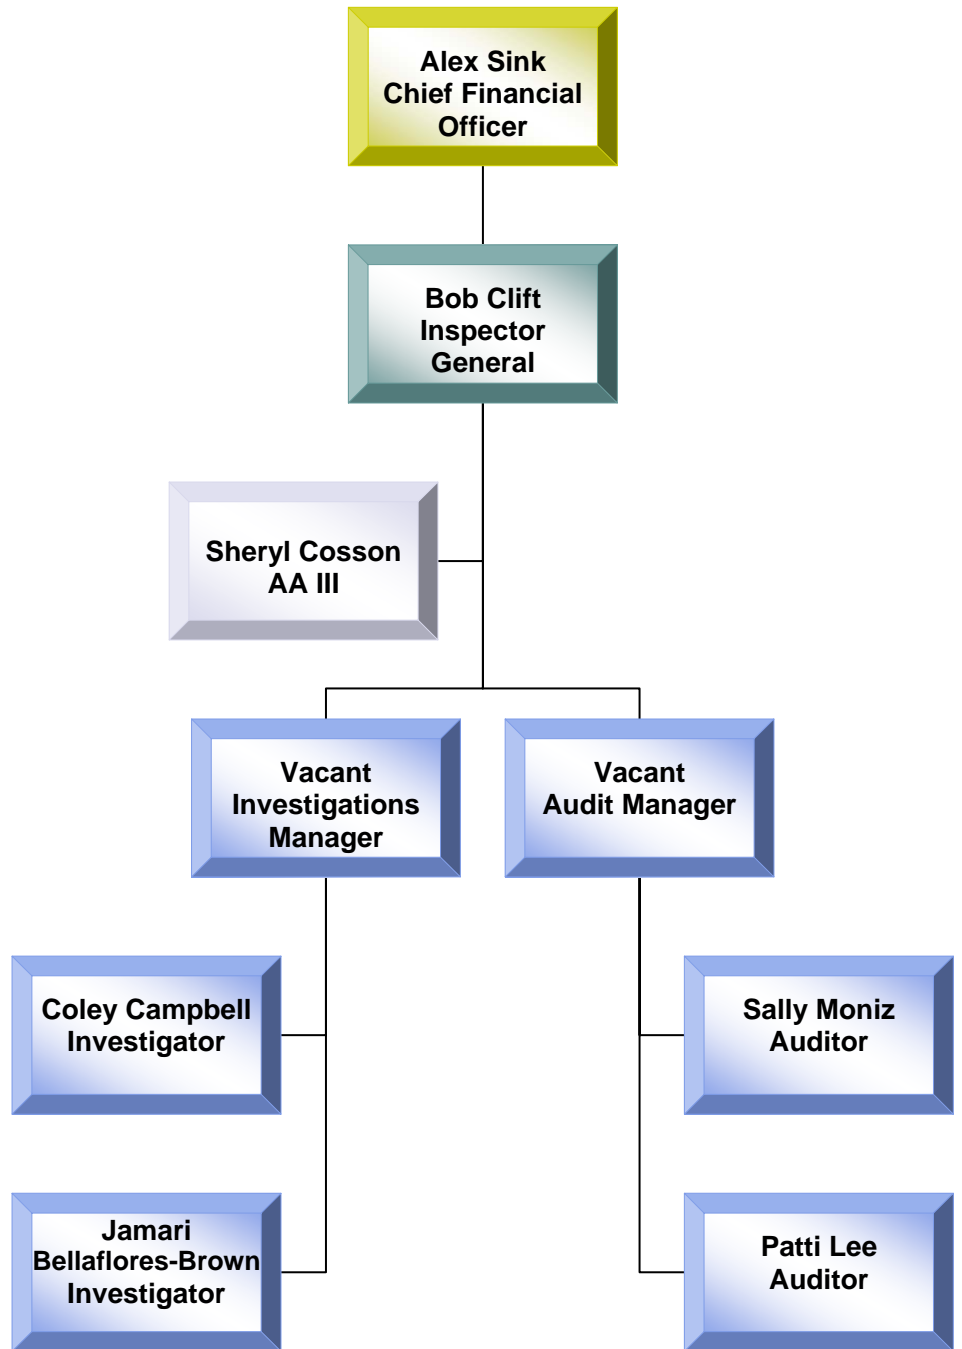 Alex Sink
Chief Financial
Officer
Bob Clift
Inspector
General
Sheryl Cosson
AA III
Vacant
Investigations
Manager
Vacant
Audit Manager
Coley Campbell
Investigator
Sally Moniz
Auditor
Jamari
Bellaflores-Brown
Investigator
Patti Lee
Auditor